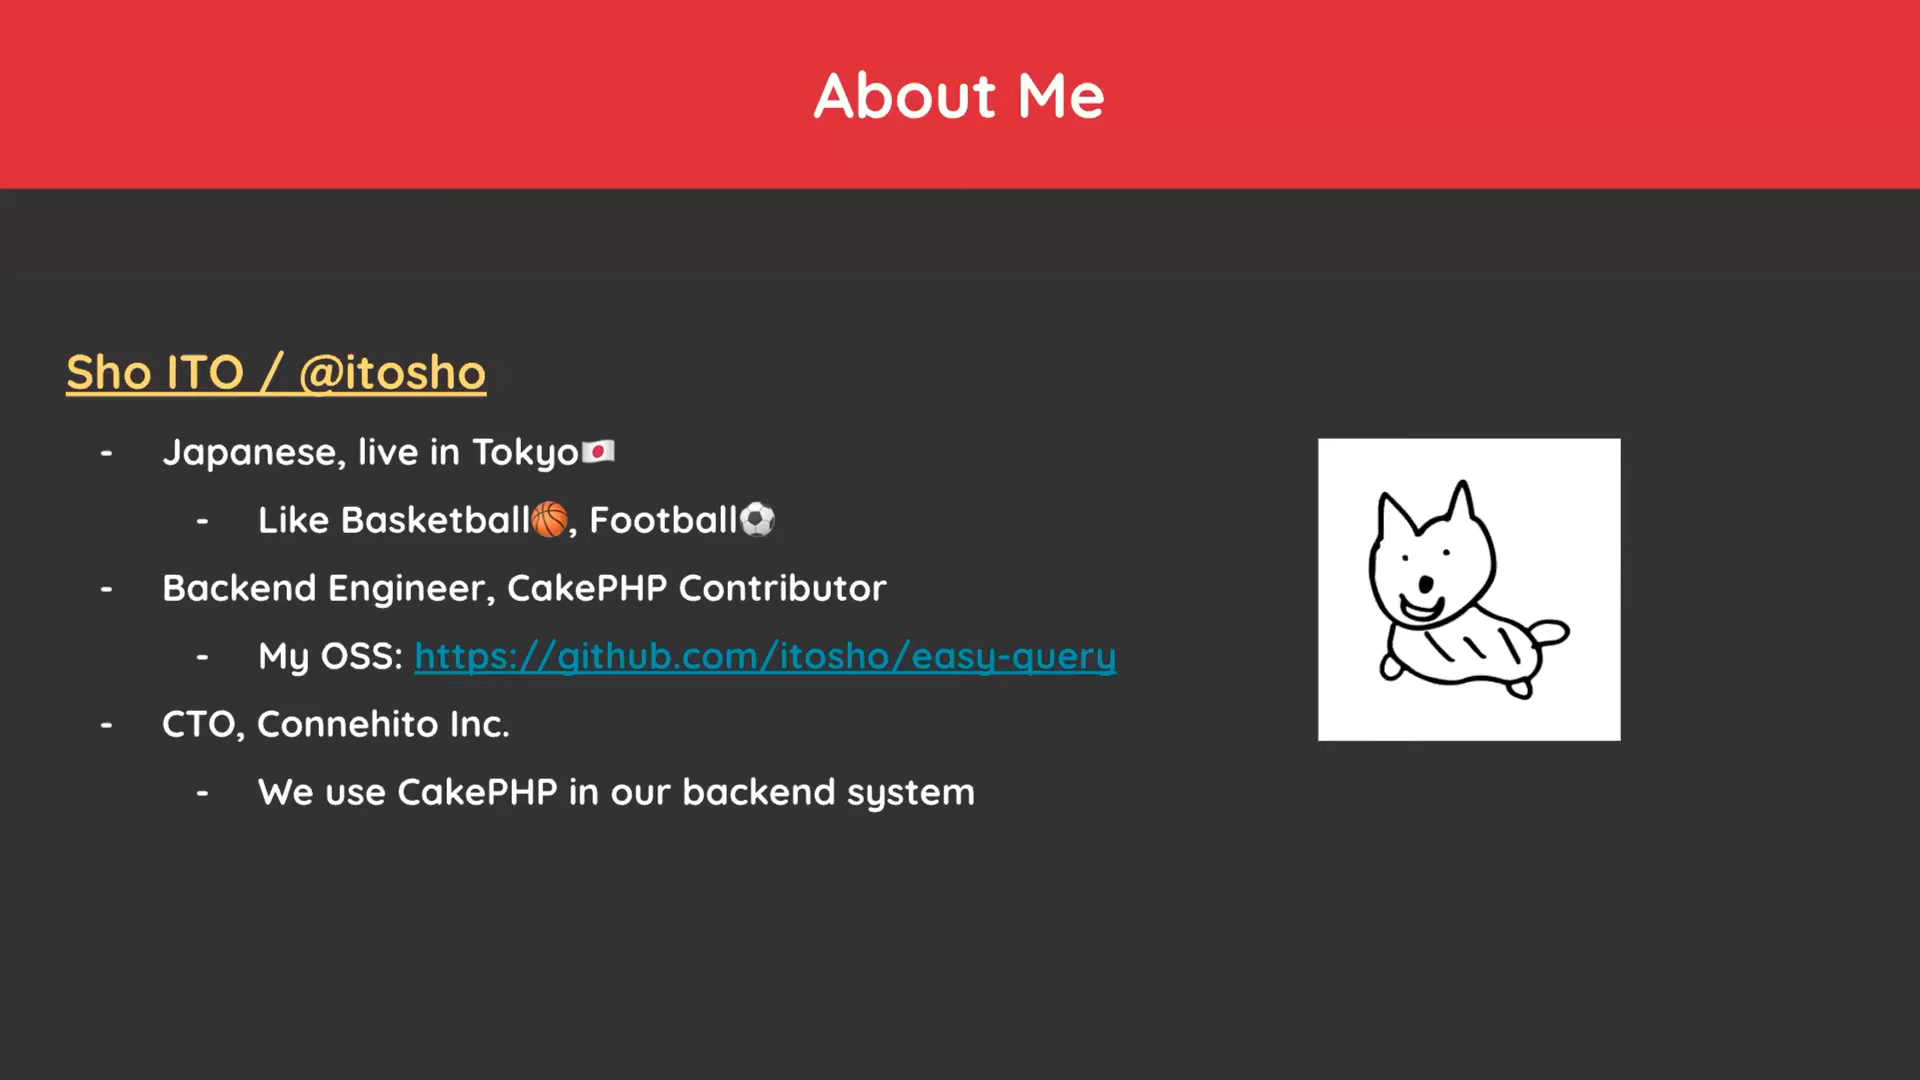 About Me
Sho ITO / @itosho
- Japanese, live in Tokyo🇯🇵
- Like Basketball🏀, Football⚽
- Backend Engineer, CakePHP Contributor
- My OSS: https://github.com/itosho/easy-query
- CTO, Connehito Inc.
- We use CakePHP in our backend system